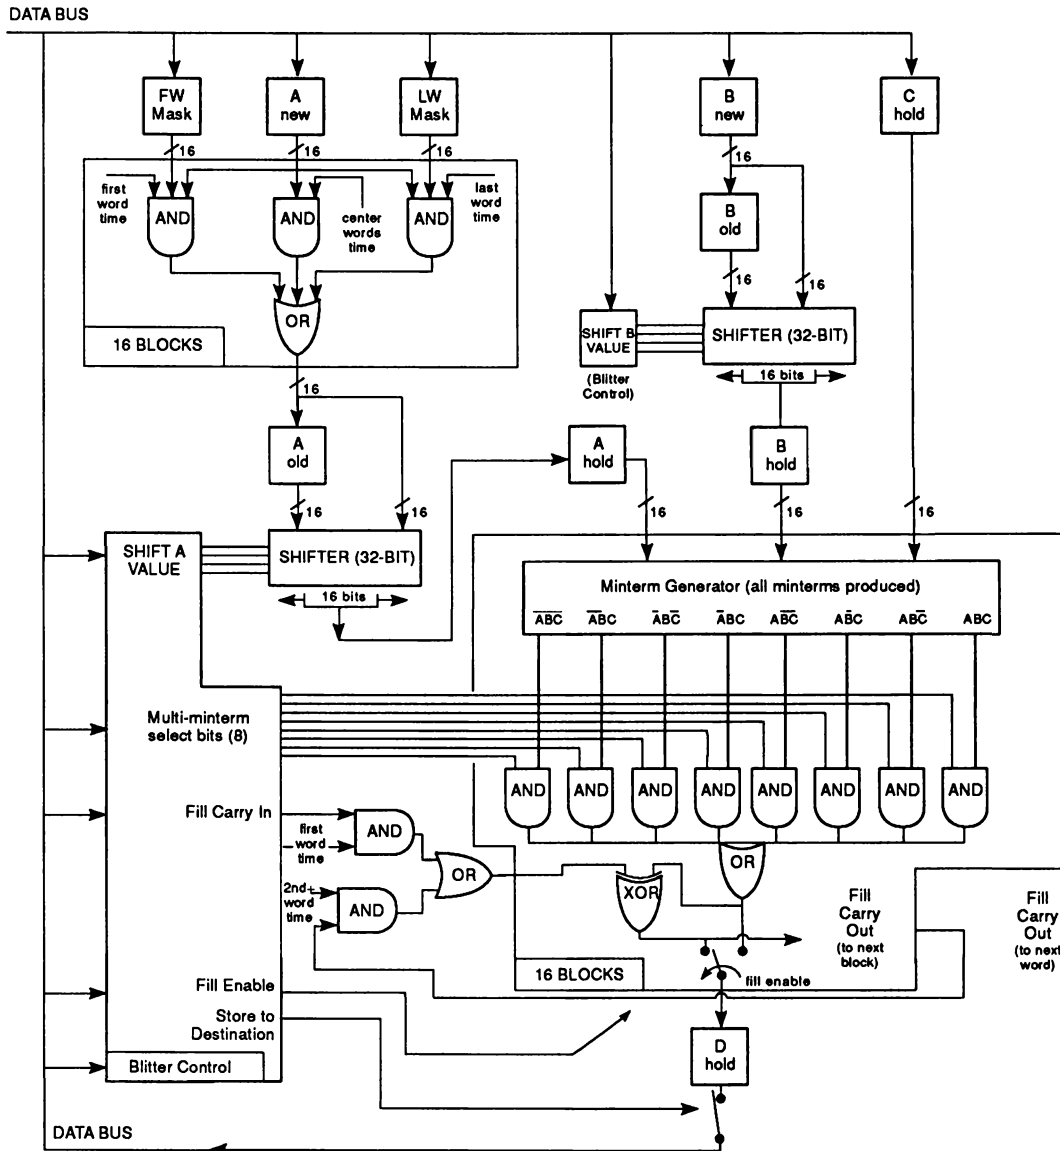 DATA BUS
FW
Mask
A
new
LW
Mask
B
new
C
hold
16
16
16
16
first
word
time
AND
AND
center
words
time
AND
last
word
time
B
old
16
16
OR
16 BLOCKS
SHIFT B
VALUE
(Blitter
Control)
SHIFTER (32-BIT)
16 bits
16
A
old
A
hold
B
hold
16
16
16
16
16
SHIFT A
VALUE
SHIFTER (32-BIT)
16 bits
Minterm Generator (all minterms produced)
A̅B̅C̅ A̅B̅C A̅BC̅ A̅BC AB̅C̅ AB̅C ABC̅ ABC
Multi-minterm
select bits (8)
AND AND AND AND AND AND AND AND
Fill Carry In
first
word
time
AND
OR
2nd+
word
time
AND
XOR
OR
Fill
Carry
Out
(to next
block)
Fill
Carry
Out
(to next
word)
16 BLOCKS
fill enable
Fill Enable
Store to
Destination
Blitter Control
D
hold
DATA BUS